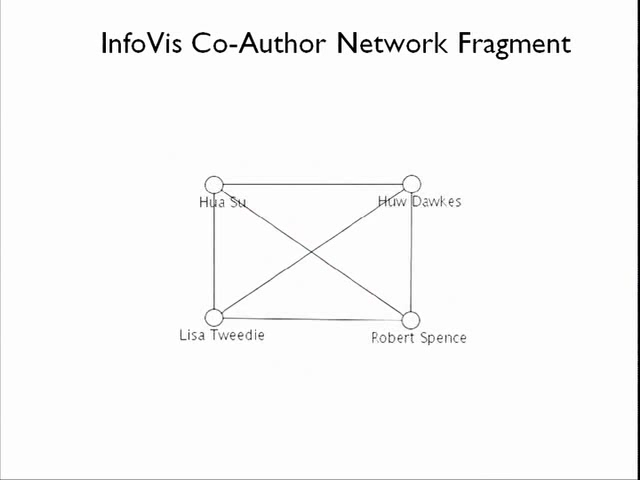 InfoVis Co-Author Network Fragment
Hua Su
Huw Dawkes
Lisa Tweedie
Robert Spence